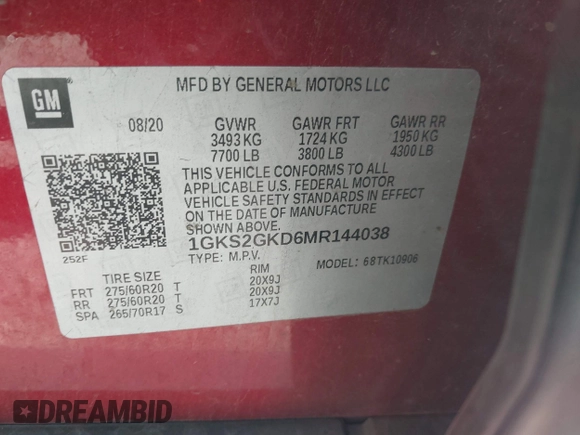 GM
MFD BY GENERAL MOTORS LLC
08/20 GVWR GAWR FRT GAWR RR
3493 KG 1724 KG 1950 KG
7700 LB 3800 LB 4300 LB
THIS VEHICLE CONFORMS TO ALL
APPLICABLE U.S. FEDERAL MOTOR
VEHICLE SAFETY STANDARDS IN EFFECT
ON THE DATE OF MANUFACTURE
SHOWN ABOVE.
1GKS2GKD6MR144038
252F
TYPE: M.P.V. MODEL: 68TK10906
TIRE SIZE RIM
FRT 275/60R20 T 20X9J
RR 275/60R20 T 20X9J
SPA 265/70R17 S 17X7J
DREAMBID